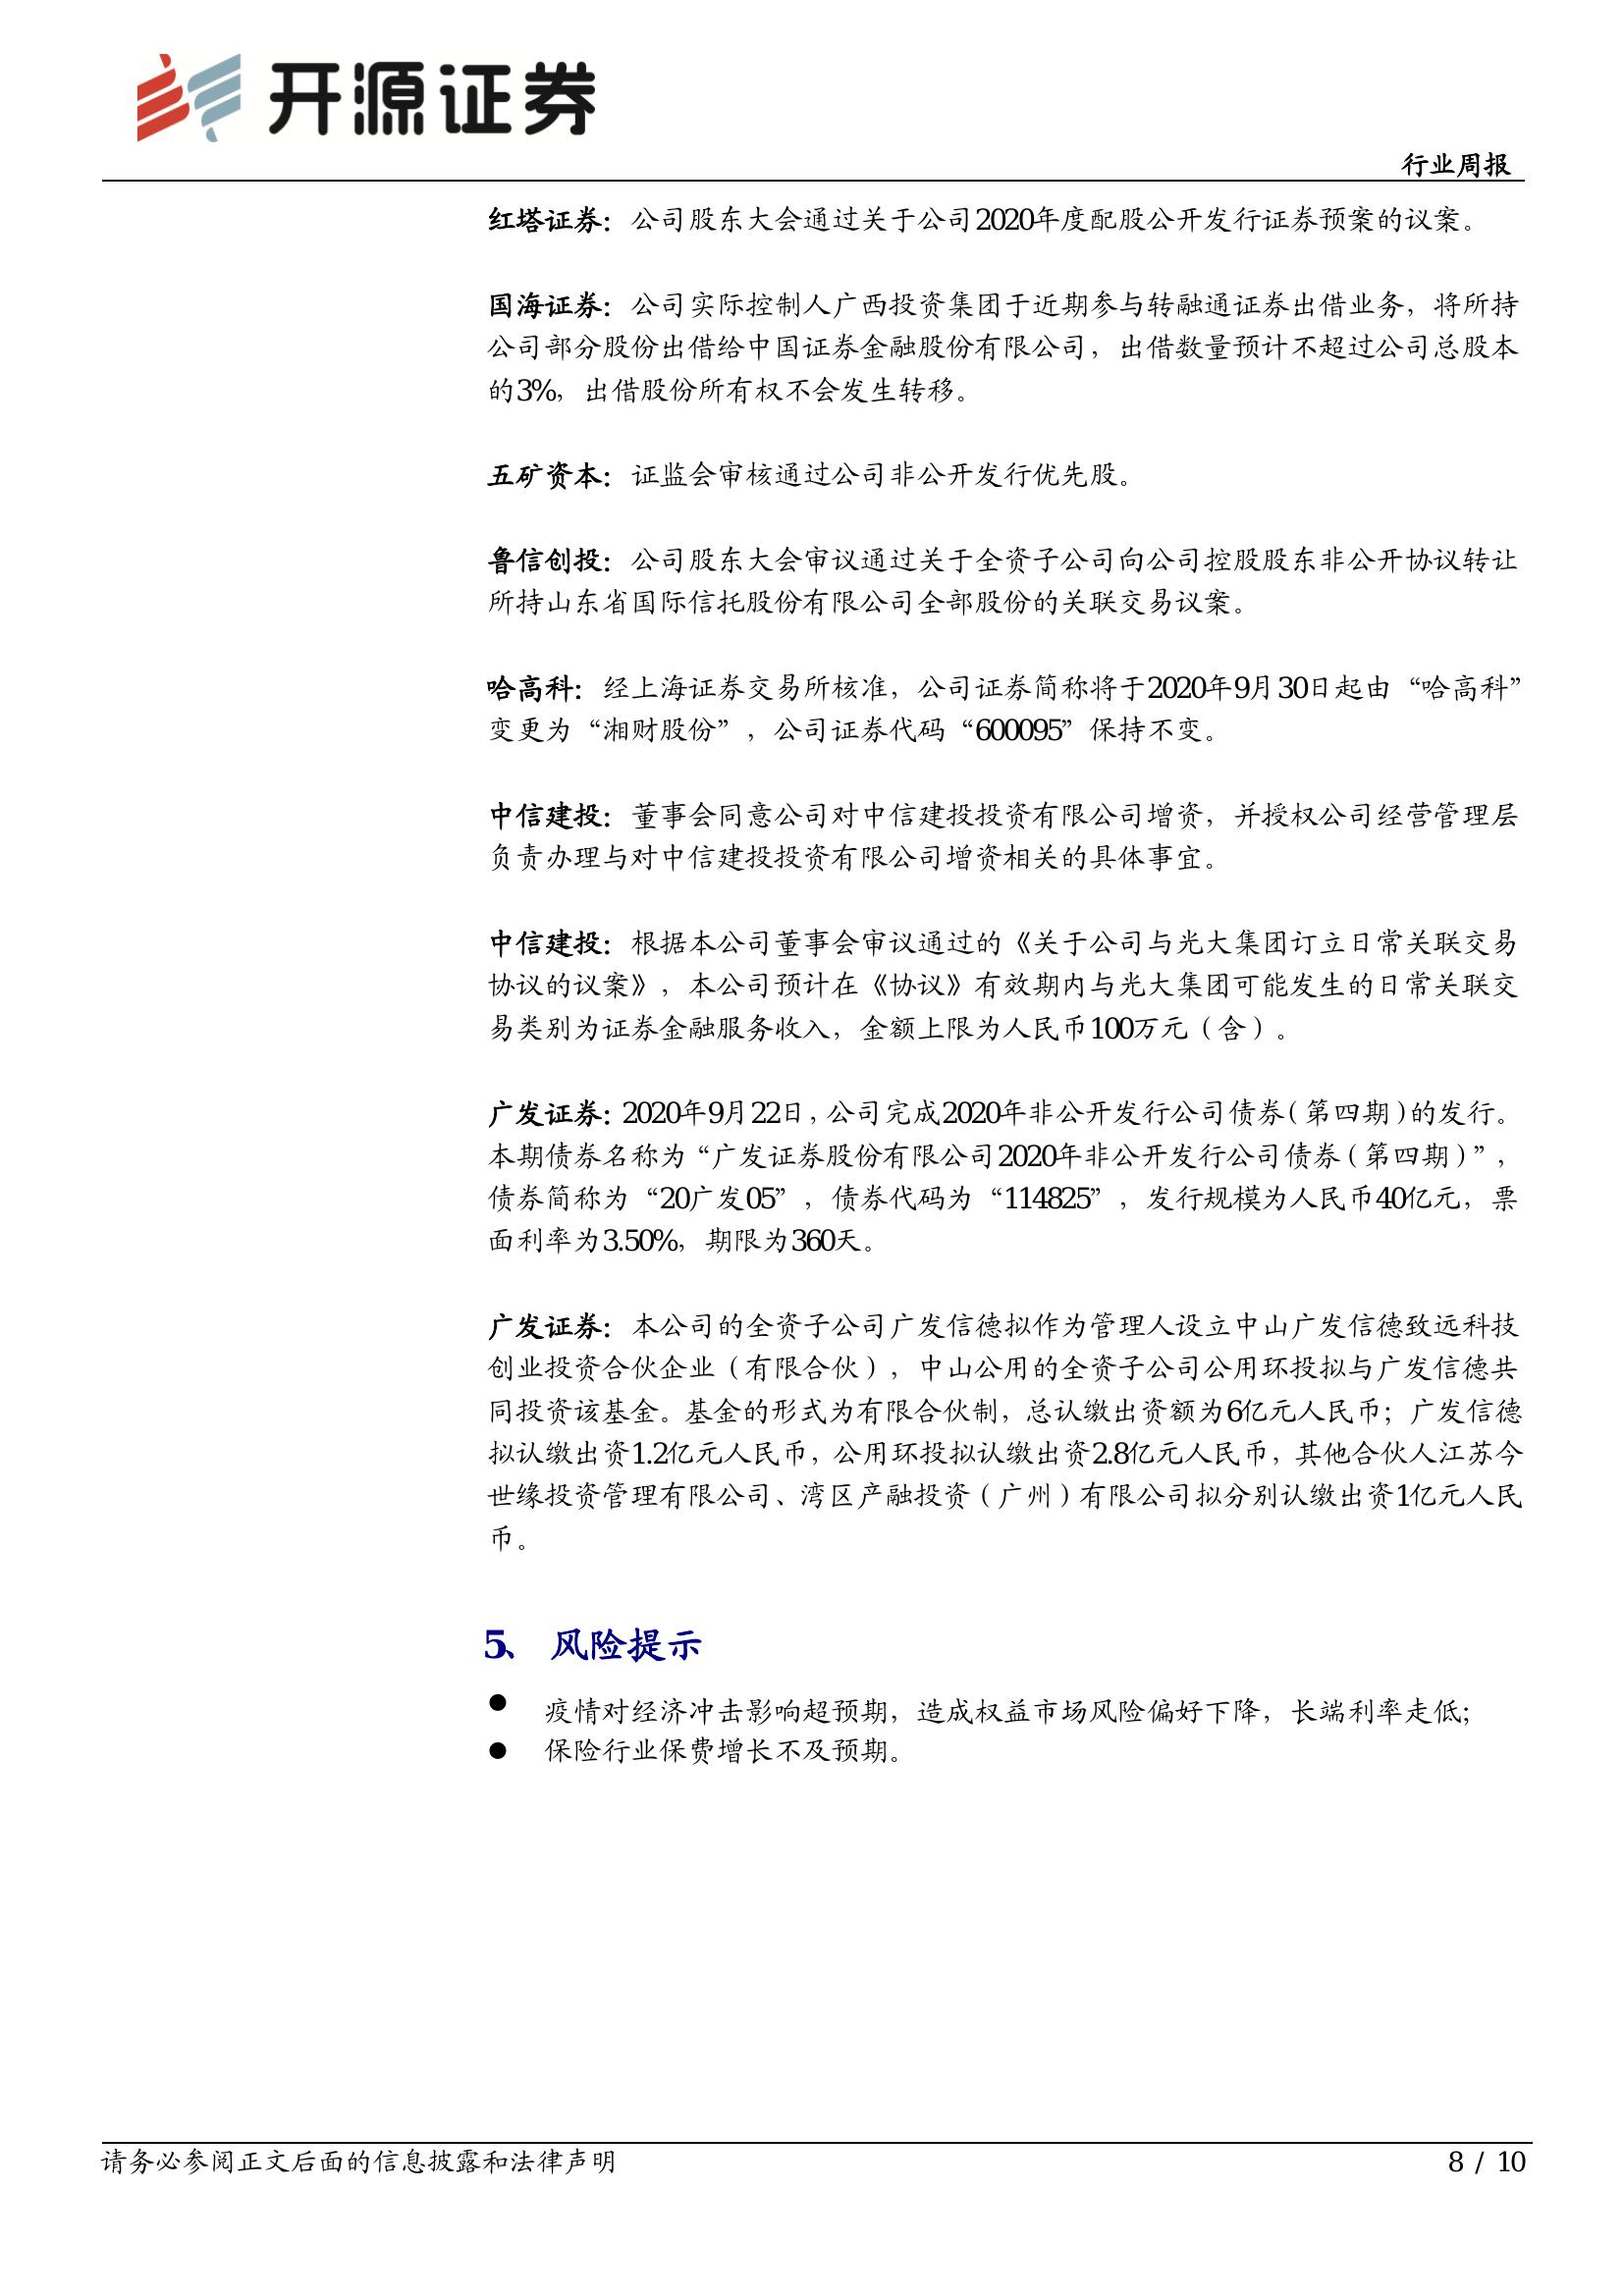 开源证券
行业周报
红塔证券：公司股东大会通过关于公司2020年度配股公开发行证券预案的议案。
国海证券：公司实际控制人广西投资集团于近期参与转融通证券出借业务，将所持
公司部分股份出借给中国证券金融股份有限公司，出借数量预计不超过公司总股本
的3%，出借股份所有权不会发生转移。
五矿资本：证监会审核通过公司非公开发行优先股。
鲁信创投：公司股东大会审议通过关于全资子公司向公司控股股东非公开协议转让
所持山东省国际信托股份有限公司全部股份的关联交易议案。
哈高科：经上海证券交易所核准，公司证券简称将于2020年9月30日起由“哈高科”
变更为“湘财股份”，公司证券代码“600095”保持不变。
中信建投：董事会同意公司对中信建投投资有限公司增资，并授权公司经营管理层
负责办理与对中信建投投资有限公司增资相关的具体事宜。
中信建投：根据本公司董事会审议通过的《关于公司与光大集团订立日常关联交易
协议的议案》，本公司预计在《协议》有效期内与光大集团可能发生的日常关联交
易类别为证券金融服务收入，金额上限为人民币100万元（含）。
广发证券：2020年9月22日，公司完成2020年非公开发行公司债券（第四期）的发行。
本期债券名称为“广发证券股份有限公司2020年非公开发行公司债券（第四期）”，
债券简称为“20广发05”，债券代码为“114825”，发行规模为人民币40亿元，票
面利率为3.50%，期限为360天。
广发证券：本公司的全资子公司广发信德拟作为管理人设立中山广发信德致远科技
创业投资合伙企业（有限合伙），中山公用的全资子公司公用环投拟与广发信德共
同投资该基金。基金的形式为有限合伙制，总认缴出资额为6亿元人民币；广发信德
拟认缴出资1.2亿元人民币，公用环投拟认缴出资2.8亿元人民币，其他合伙人江苏今
世缘投资管理有限公司、湾区产融投资（广州）有限公司拟分别认缴出资1亿元人民
币。
5、 风险提示
● 疫情对经济冲击影响超预期，造成权益市场风险偏好下降，长端利率走低；
● 保险行业保费增长不及预期。
请务必参阅正文后面的信息披露和法律声明
8 / 10